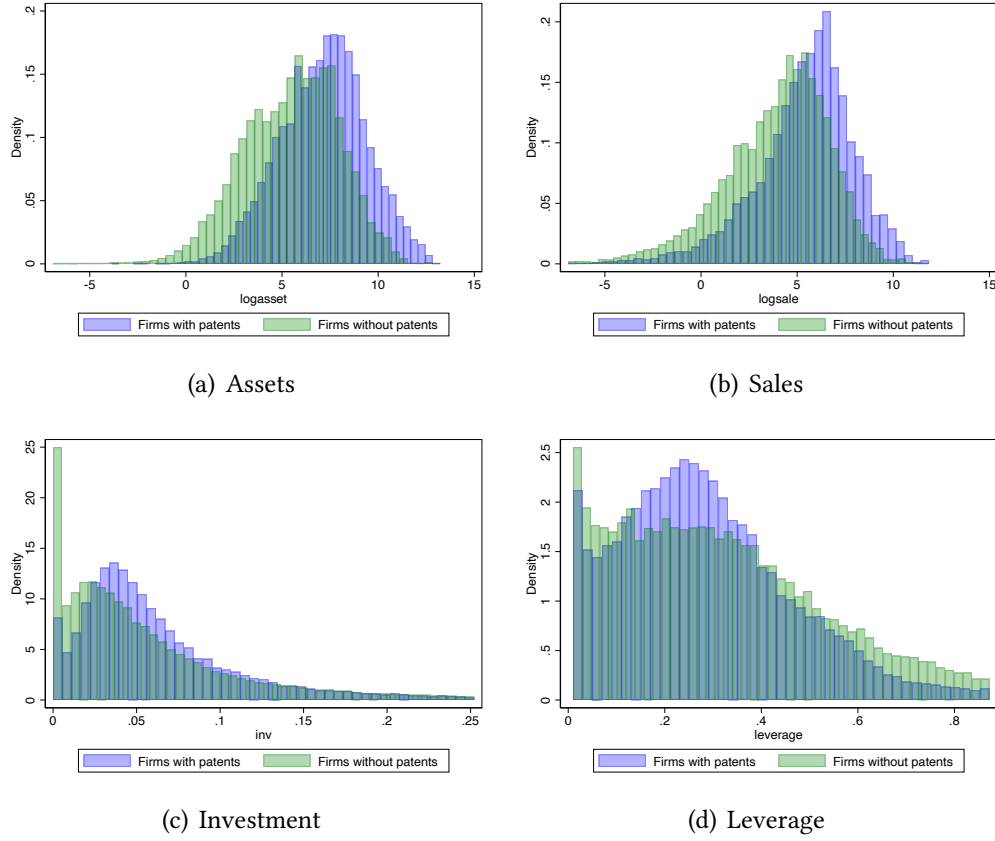 .2
.15
.1
.05
0
Density
-5 0 5 10 15
logasset
Firms with patents Firms without patents
(a) Assets
.2
.15
.1
.05
0
Density
-5 0 5 10 15
logsale
Firms with patents Firms without patents
(b) Sales
25
20
15
10
5
0
Density
0 .05 .1 .15 .2 .25
inv
Firms with patents Firms without patents
(c) Investment
2.5
2
1.5
1
.5
0
Density
0 .2 .4 .6 .8
leverage
Firms with patents Firms without patents
(d) Leverage